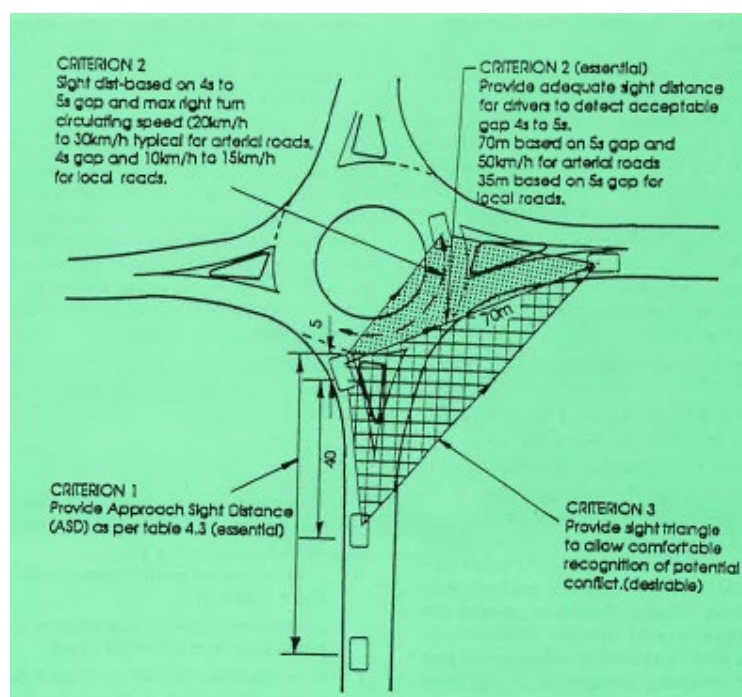 CRITERION 2
Sight dist-based on 4s to
5s gap and max right turn
circulating speed (20km/h
to 30km/h typical for arterial roads,
4s gap and 10km/h to 15km/h
for local roads.
CRITERION 2 (essential)
Provide adequate sight distance
for drivers to detect acceptable
gap 4s to 5s.
70m based on 5s gap and
50km/h for arterial roads
35m based on 5s gap for
local roads.
70m
5
40
CRITERION 1
Provide Approach Sight Distance
(ASD) as per table 4.3 (essential)
CRITERION 3
Provide sight triangle
to allow comfortable
recognition of potential
conflict.(desirable)